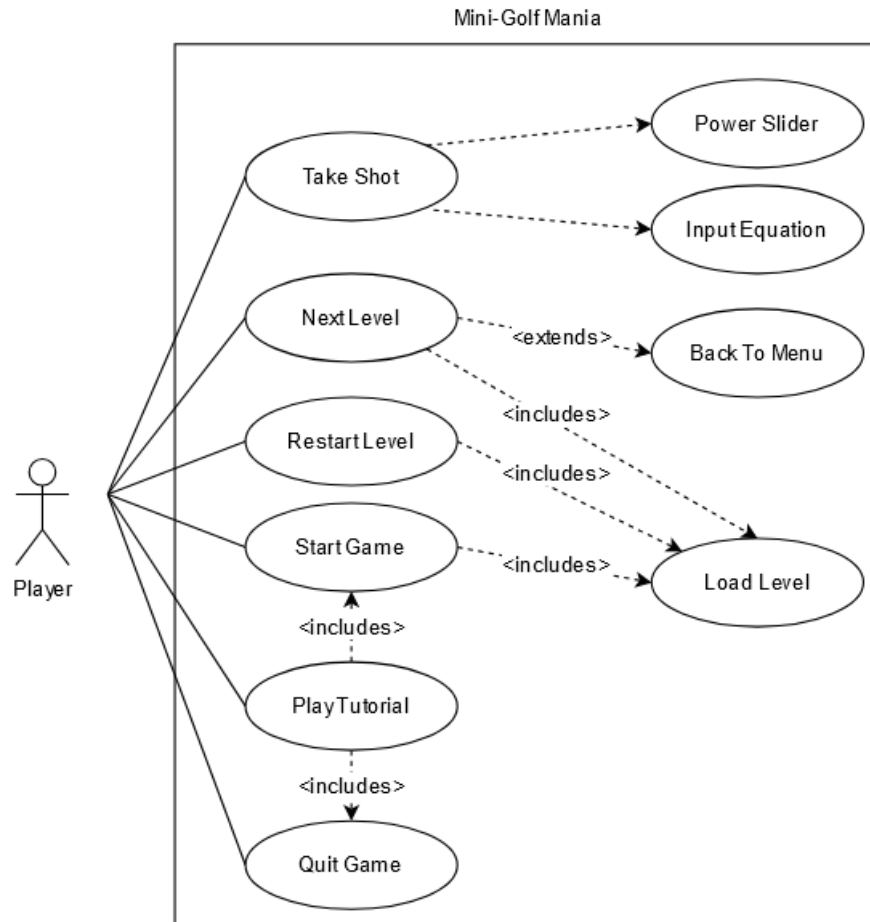 Mini-Golf Mania
Power Slider
Take Shot
Input Equation
Next Level
<extends>
Back To Menu
<includes>
Restart Level
<includes>
Start Game
<includes>
Load Level
Player
<includes>
Play Tutorial
<includes>
Quit Game